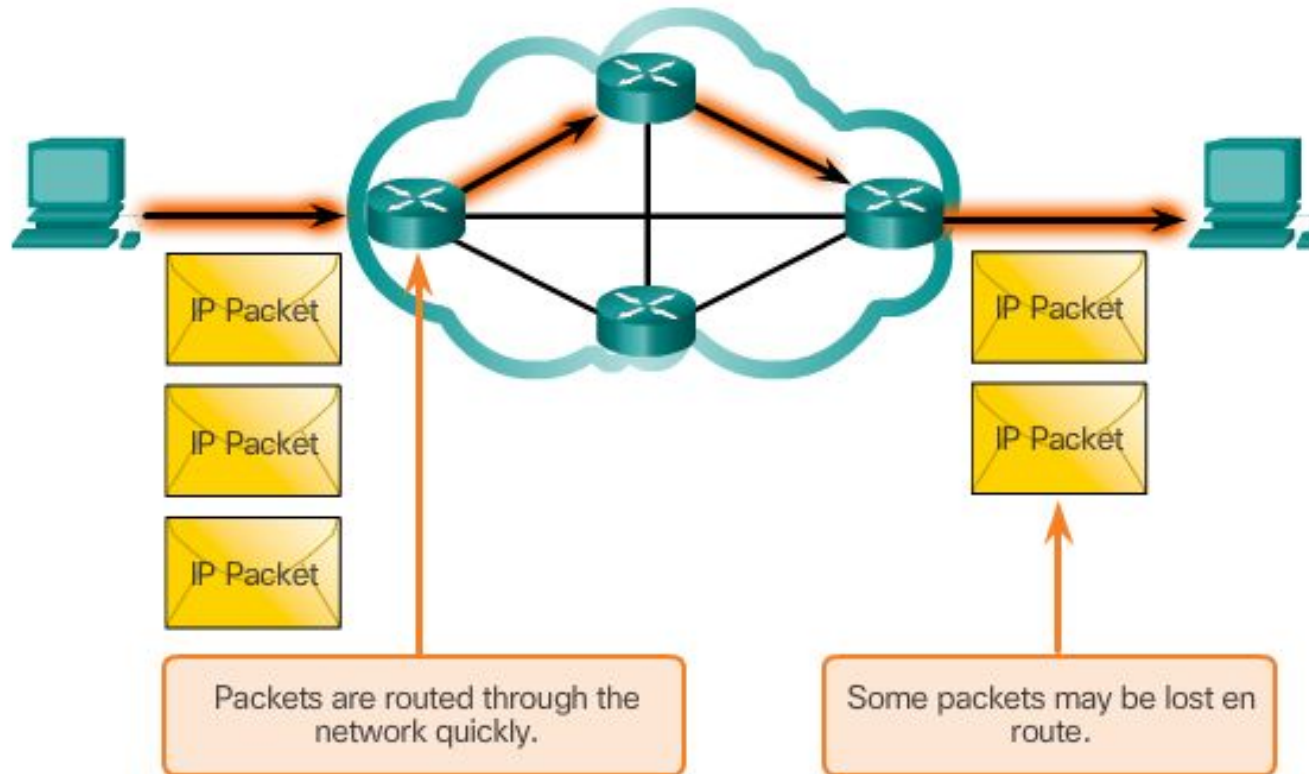 IP Packet
IP Packet
IP Packet
IP Packet
IP Packet
Packets are routed through the
network quickly.
Some packets may be lost en
route.